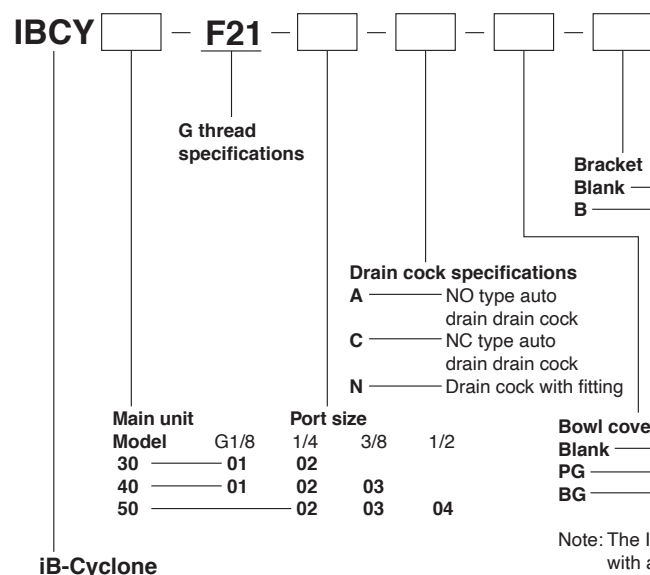 IBCY – F21 – – – –
G thread
specifications
Bracket
Blank
B
Drain cock specifications
A NO type auto
drain drain cock
C NC type auto
drain drain cock
N Drain cock with fitting
Main unit Port size
Model G1/8 1/4 3/8 1/2
30 01 02
40 01 02 03
50 02 03 04
Bowl cove
Blank
PG
BG
Note: The I
with a
iB-Cyclone